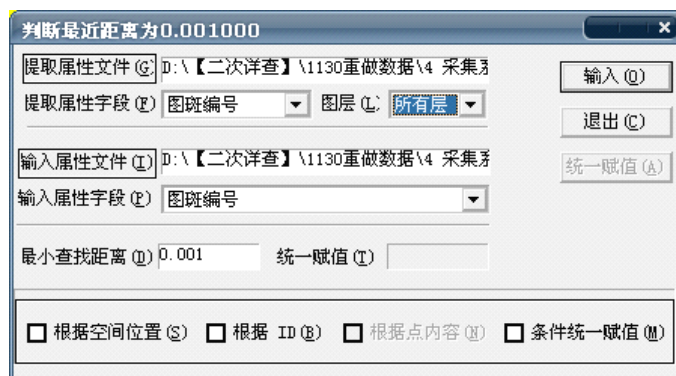 判断最近距离为0.001000
提取属性文件(G) D:\【二次详查】\1130重做数据\4 采集系
输入(O)
提取属性字段(F) 图斑编号 图层(L) 所有层
退出(C)
输入属性文件(I) D:\【二次详查】\1130重做数据\4 采集系
统一赋值(A)
输入属性字段(P) 图斑编号
最小查找距离(D) 0.001 统一赋值(T)
根据空间位置(S) 根据 ID(B) 根据点内容(N) 条件统一赋值(M)